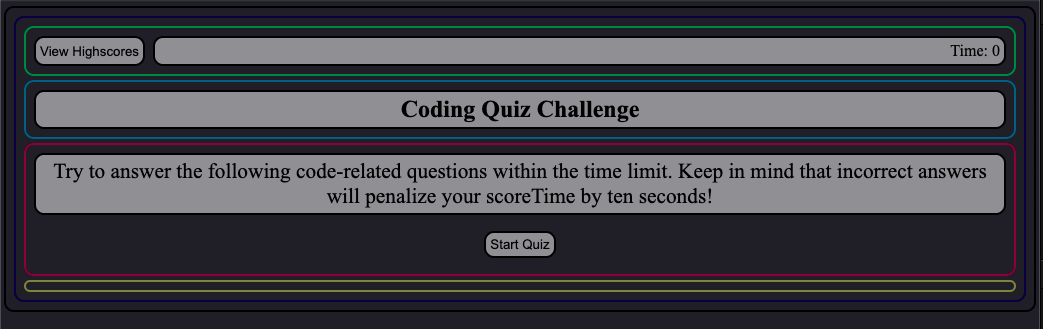 View Highscores
Time: 0
Coding Quiz Challenge
Try to answer the following code-related questions within the time limit. Keep in mind that incorrect answers
will penalize your scoreTime by ten seconds!
Start Quiz